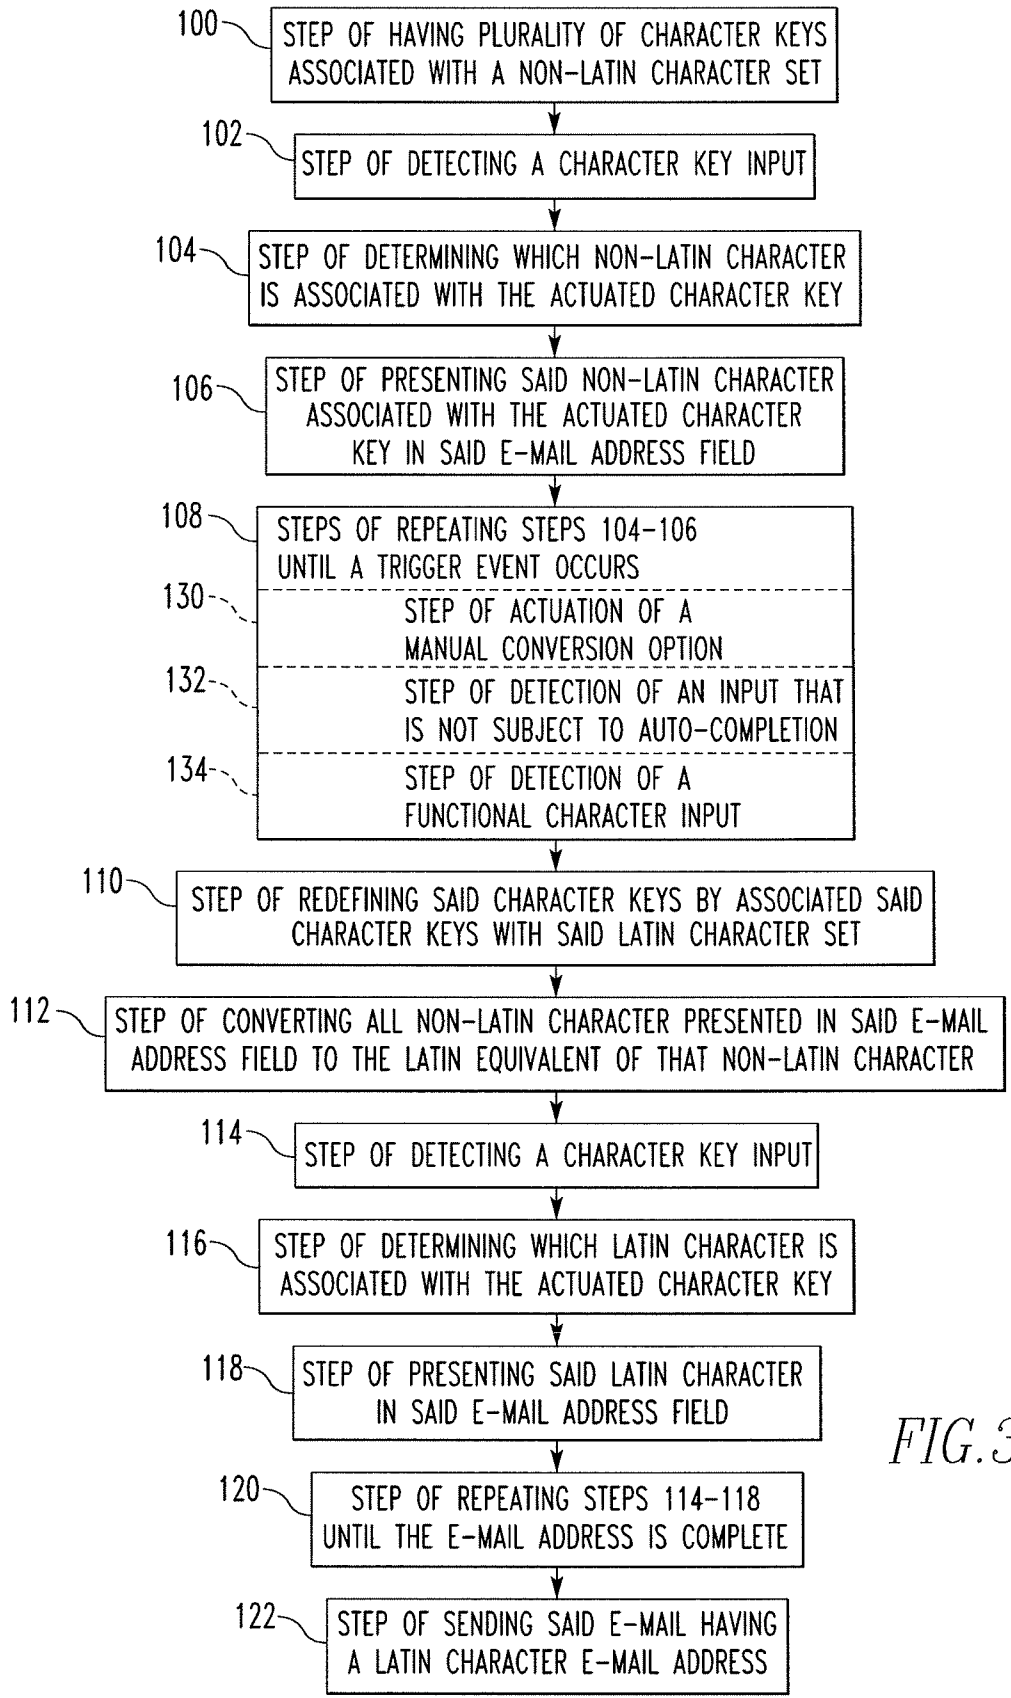 100
STEP OF HAVING PLURALITY OF CHARACTER KEYS
ASSOCIATED WITH A NON-LATIN CHARACTER SET
102
STEP OF DETECTING A CHARACTER KEY INPUT
104
STEP OF DETERMINING WHICH NON-LATIN CHARACTER
IS ASSOCIATED WITH THE ACTUATED CHARACTER KEY
106
STEP OF PRESENTING SAID NON-LATIN CHARACTER
ASSOCIATED WITH THE ACTUATED CHARACTER
KEY IN SAID E-MAIL ADDRESS FIELD
108
STEPS OF REPEATING STEPS 104-106
UNTIL A TRIGGER EVENT OCCURS
130
STEP OF ACTUATION OF A
MANUAL CONVERSION OPTION
132
STEP OF DETECTION OF AN INPUT THAT
IS NOT SUBJECT TO AUTO-COMPLETION
134
STEP OF DETECTION OF A
FUNCTIONAL CHARACTER INPUT
110
STEP OF REDEFINING SAID CHARACTER KEYS BY ASSOCIATED SAID
CHARACTER KEYS WITH SAID LATIN CHARACTER SET
112
STEP OF CONVERTING ALL NON-LATIN CHARACTER PRESENTED IN SAID E-MAIL
ADDRESS FIELD TO THE LATIN EQUIVALENT OF THAT NON-LATIN CHARACTER
114
STEP OF DETECTING A CHARACTER KEY INPUT
116
STEP OF DETERMINING WHICH LATIN CHARACTER IS
ASSOCIATED WITH THE ACTUATED CHARACTER KEY
118
STEP OF PRESENTING SAID LATIN CHARACTER
IN SAID E-MAIL ADDRESS FIELD
FIG.3
120
STEP OF REPEATING STEPS 114-118
UNTIL THE E-MAIL ADDRESS IS COMPLETE
122
STEP OF SENDING SAID E-MAIL HAVING
A LATIN CHARACTER E-MAIL ADDRESS